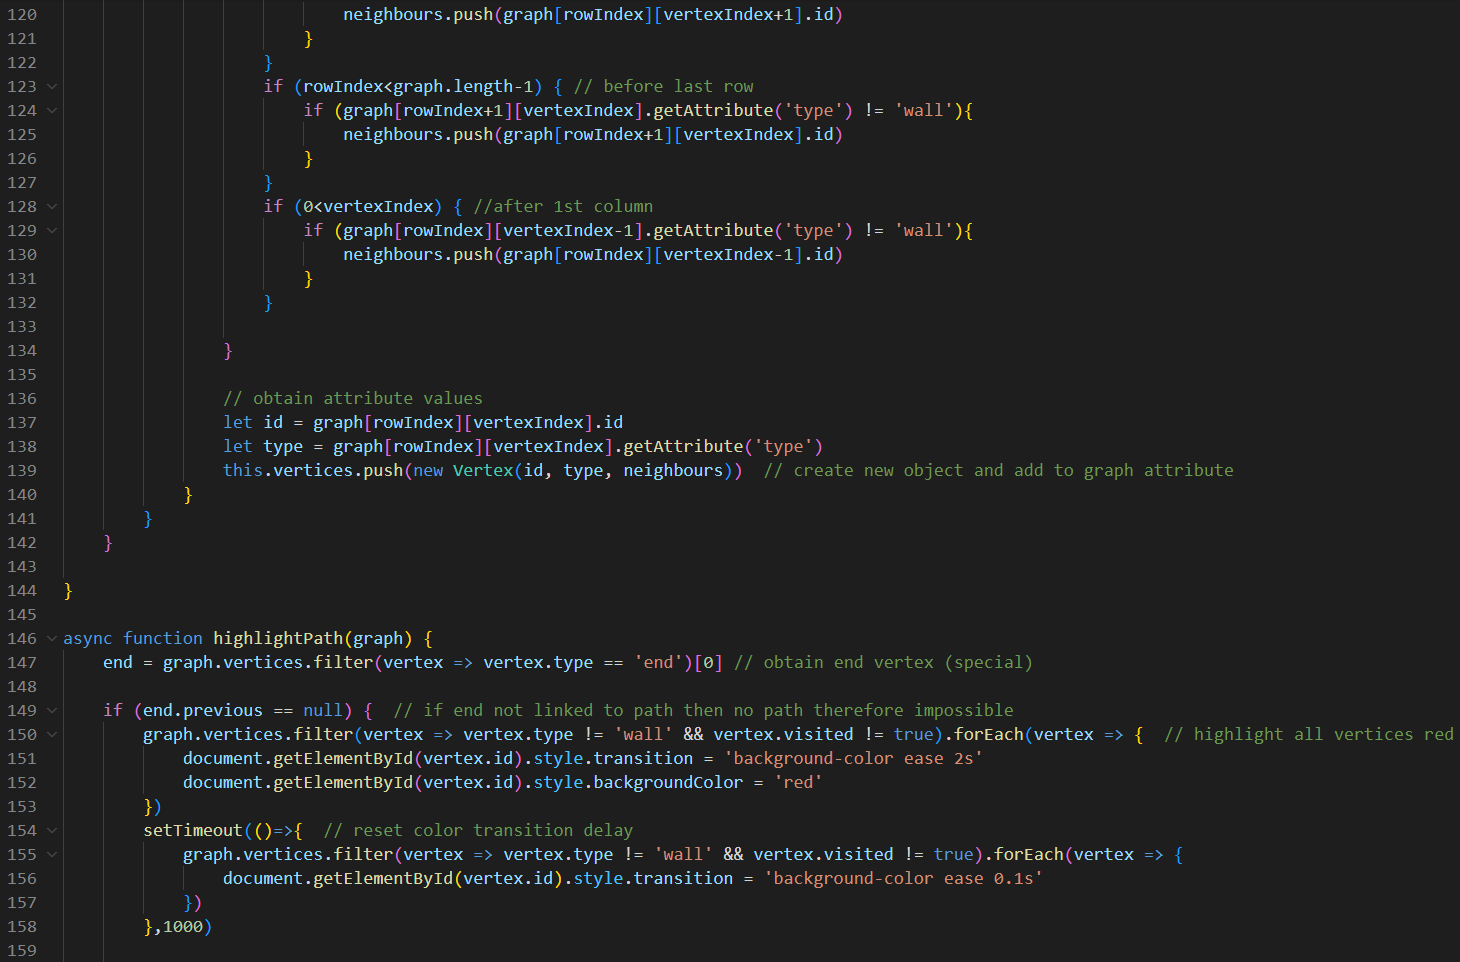 120 neighbours.push(graph[rowIndex][vertexIndex+1].id)
121 }
122 }
123 if (rowIndex<graph.length-1) { // before last row
124 if (graph[rowIndex+1][vertexIndex].getAttribute('type') != 'wall'){
125 neighbours.push(graph[rowIndex+1][vertexIndex].id)
126 }
127 }
128 if (0<vertexIndex) { //after 1st column
129 if (graph[rowIndex][vertexIndex-1].getAttribute('type') != 'wall'){
130 neighbours.push(graph[rowIndex][vertexIndex-1].id)
131 }
132 }
133
134 }
135
136 // obtain attribute values
137 let id = graph[rowIndex][vertexIndex].id
138 let type = graph[rowIndex][vertexIndex].getAttribute('type')
139 this.vertices.push(new Vertex(id, type, neighbours))  // create new object and add to graph attribute
140 }
141 }
142 }
143
144 }
145
146 async function highlightPath(graph) {
147 end = graph.vertices.filter(vertex => vertex.type == 'end')[0] // obtain end vertex (special)
148
149 if (end.previous == null) {  // if end not linked to path then no path therefore impossible
150 graph.vertices.filter(vertex => vertex.type != 'wall' && vertex.visited != true).forEach(vertex => {  // highlight all vertices red
151 document.getElementById(vertex.id).style.transition = 'background-color ease 2s'
152 document.getElementById(vertex.id).style.backgroundColor = 'red'
153 })
154 setTimeout(()=>{  // reset color transition delay
155 graph.vertices.filter(vertex => vertex.type != 'wall' && vertex.visited != true).forEach(vertex => {
156 document.getElementById(vertex.id).style.transition = 'background-color ease 0.1s'
157 })
158 },1000)
159